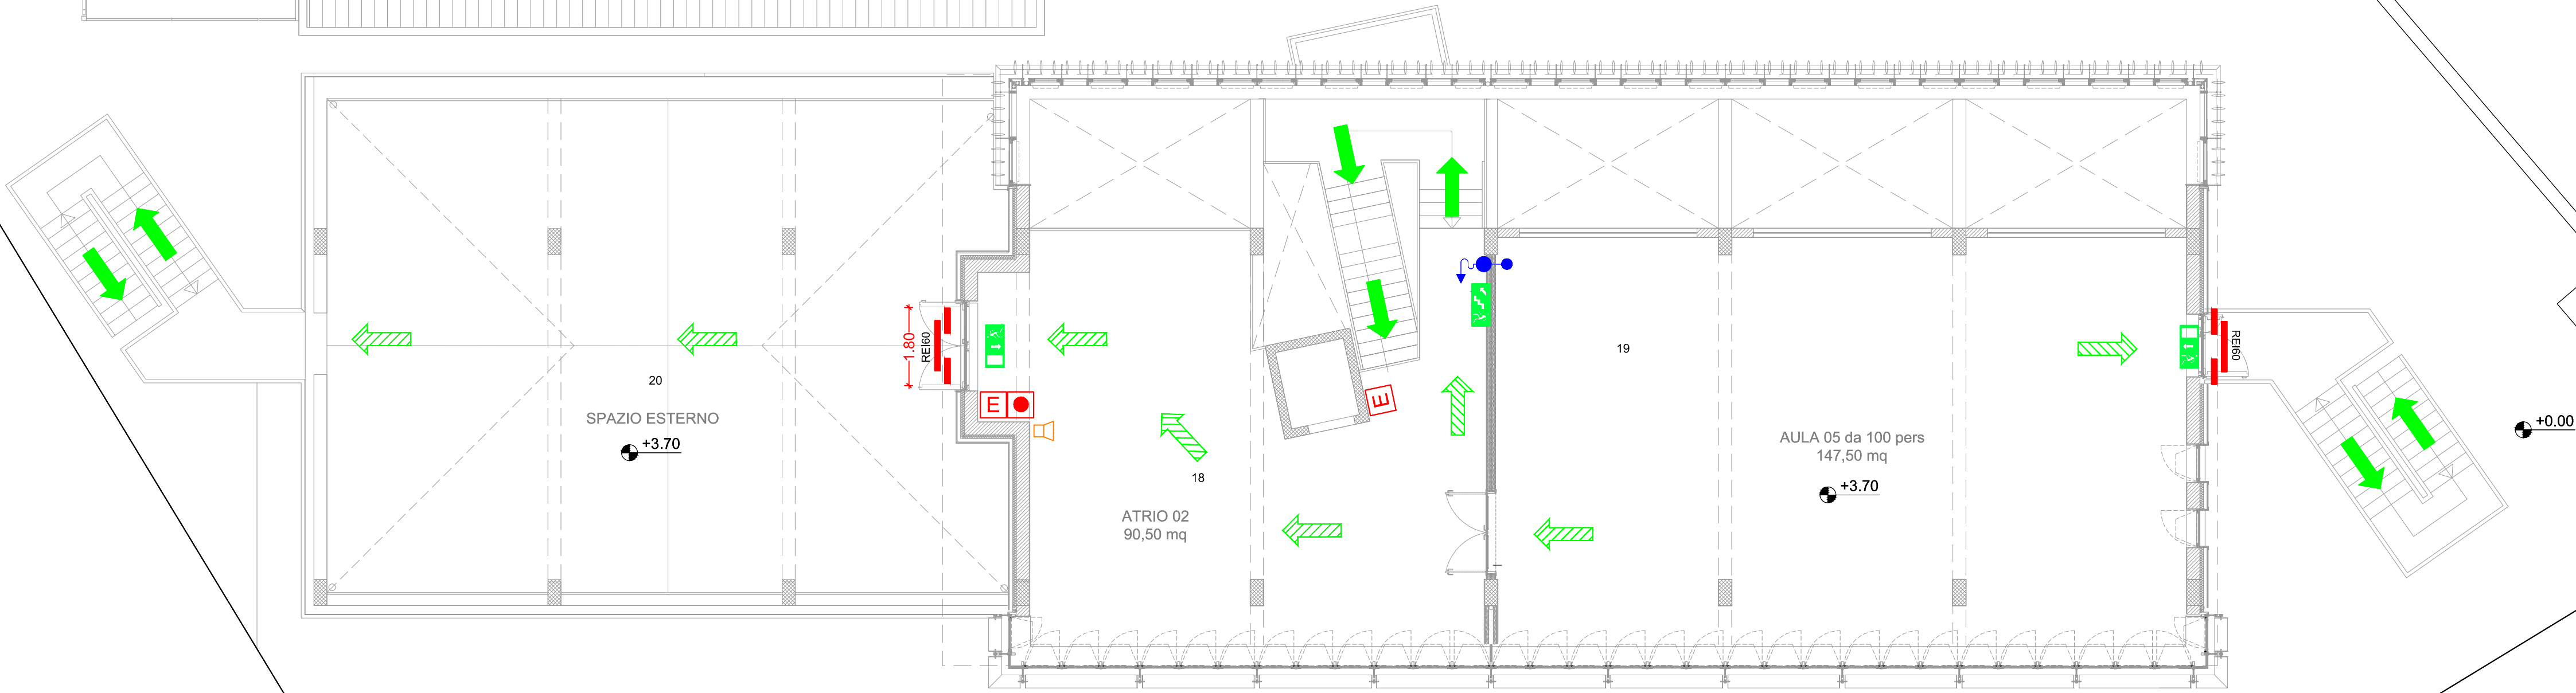 1.80
REI60
20
SPAZIO ESTERNO
+3.70
E
E
18
ATRIO 02
90,50 mq
19
AULA 05 da 100 pers
147,50 mq
+3.70
REI60
+0.00